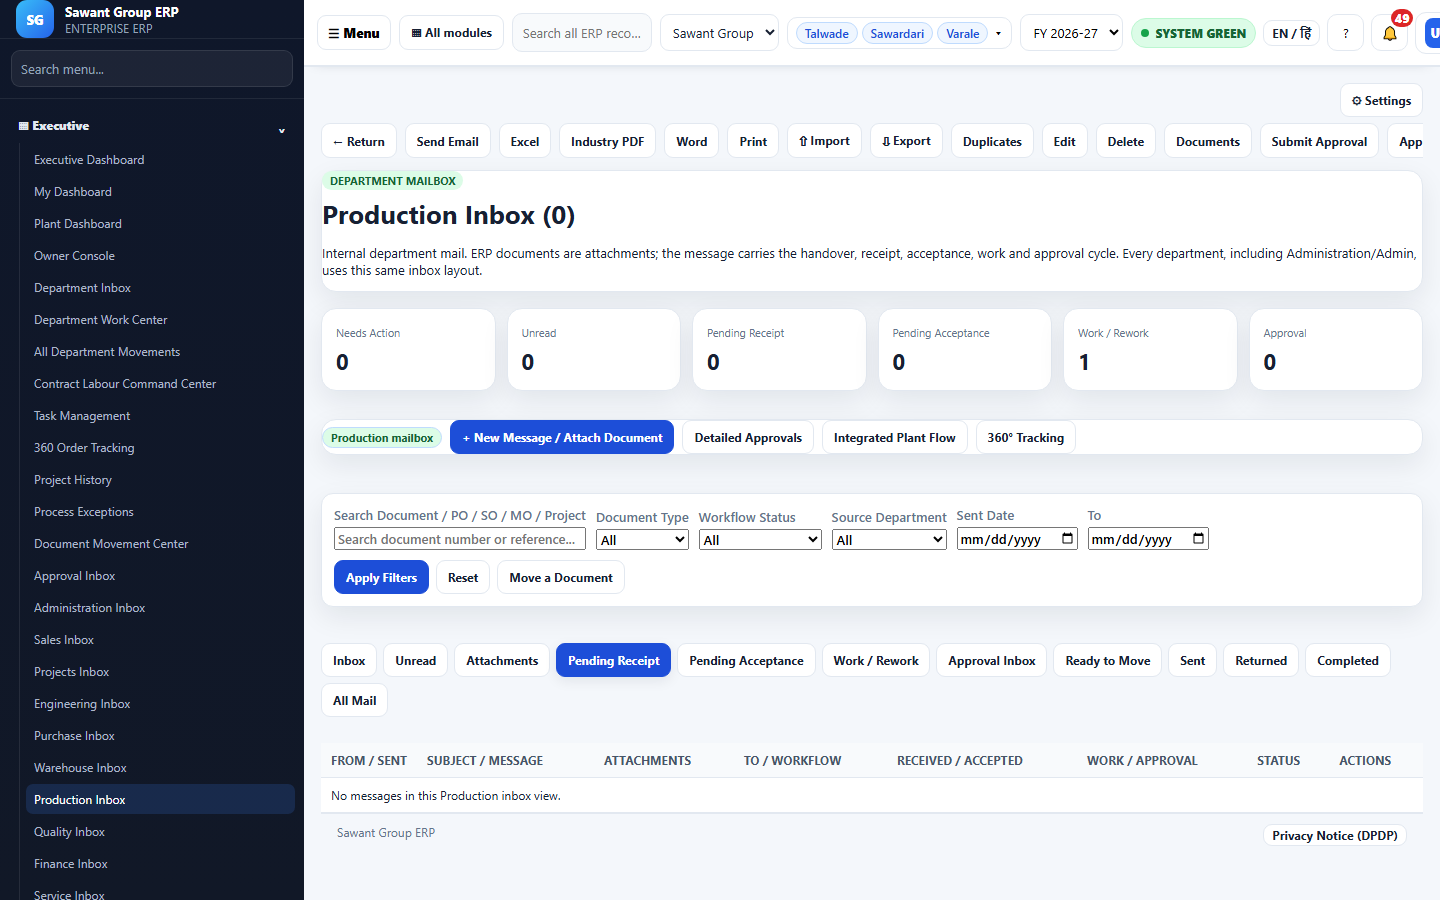 SG
Sawant Group ERP
ENTERPRISE ERP
Search menu...
Executive
Executive Dashboard
My Dashboard
Plant Dashboard
Owner Console
Department Inbox
Department Work Center
All Department Movements
Contract Labour Command Center
Task Management
360 Order Tracking
Project History
Process Exceptions
Document Movement Center
Approval Inbox
Administration Inbox
Sales Inbox
Projects Inbox
Engineering Inbox
Purchase Inbox
Warehouse Inbox
Production Inbox
Quality Inbox
Finance Inbox
Service Inbox
☰ Menu
All modules
Search all ERP reco...
Sawant Group
Talwade
Sawardari
Varale
FY 2026-27
SYSTEM GREEN
EN / हिं
?
49
U
⚙ Settings
← Return
Send Email
Excel
Industry PDF
Word
Print
⇧ Import
⇩ Export
Duplicates
Edit
Delete
Documents
Submit Approval
App
DEPARTMENT MAILBOX
Production Inbox (0)
Internal department mail. ERP documents are attachments; the message carries the handover, receipt, acceptance, work and approval cycle. Every department, including Administration/Admin,
uses this same inbox layout.
Needs Action
0
Unread
0
Pending Receipt
0
Pending Acceptance
0
Work / Rework
1
Approval
0
Production mailbox
+ New Message / Attach Document
Detailed Approvals
Integrated Plant Flow
360° Tracking
Search Document / PO / SO / MO / Project
Search document number or reference...
Document Type
All
Workflow Status
All
Source Department
All
Sent Date
mm/dd/yyyy
To
mm/dd/yyyy
Apply Filters
Reset
Move a Document
Inbox
Unread
Attachments
Pending Receipt
Pending Acceptance
Work / Rework
Approval Inbox
Ready to Move
Sent
Returned
Completed
All Mail
FROM / SENT
SUBJECT / MESSAGE
ATTACHMENTS
TO / WORKFLOW
RECEIVED / ACCEPTED
WORK / APPROVAL
STATUS
ACTIONS
No messages in this Production inbox view.
Sawant Group ERP
Privacy Notice (DPDP)